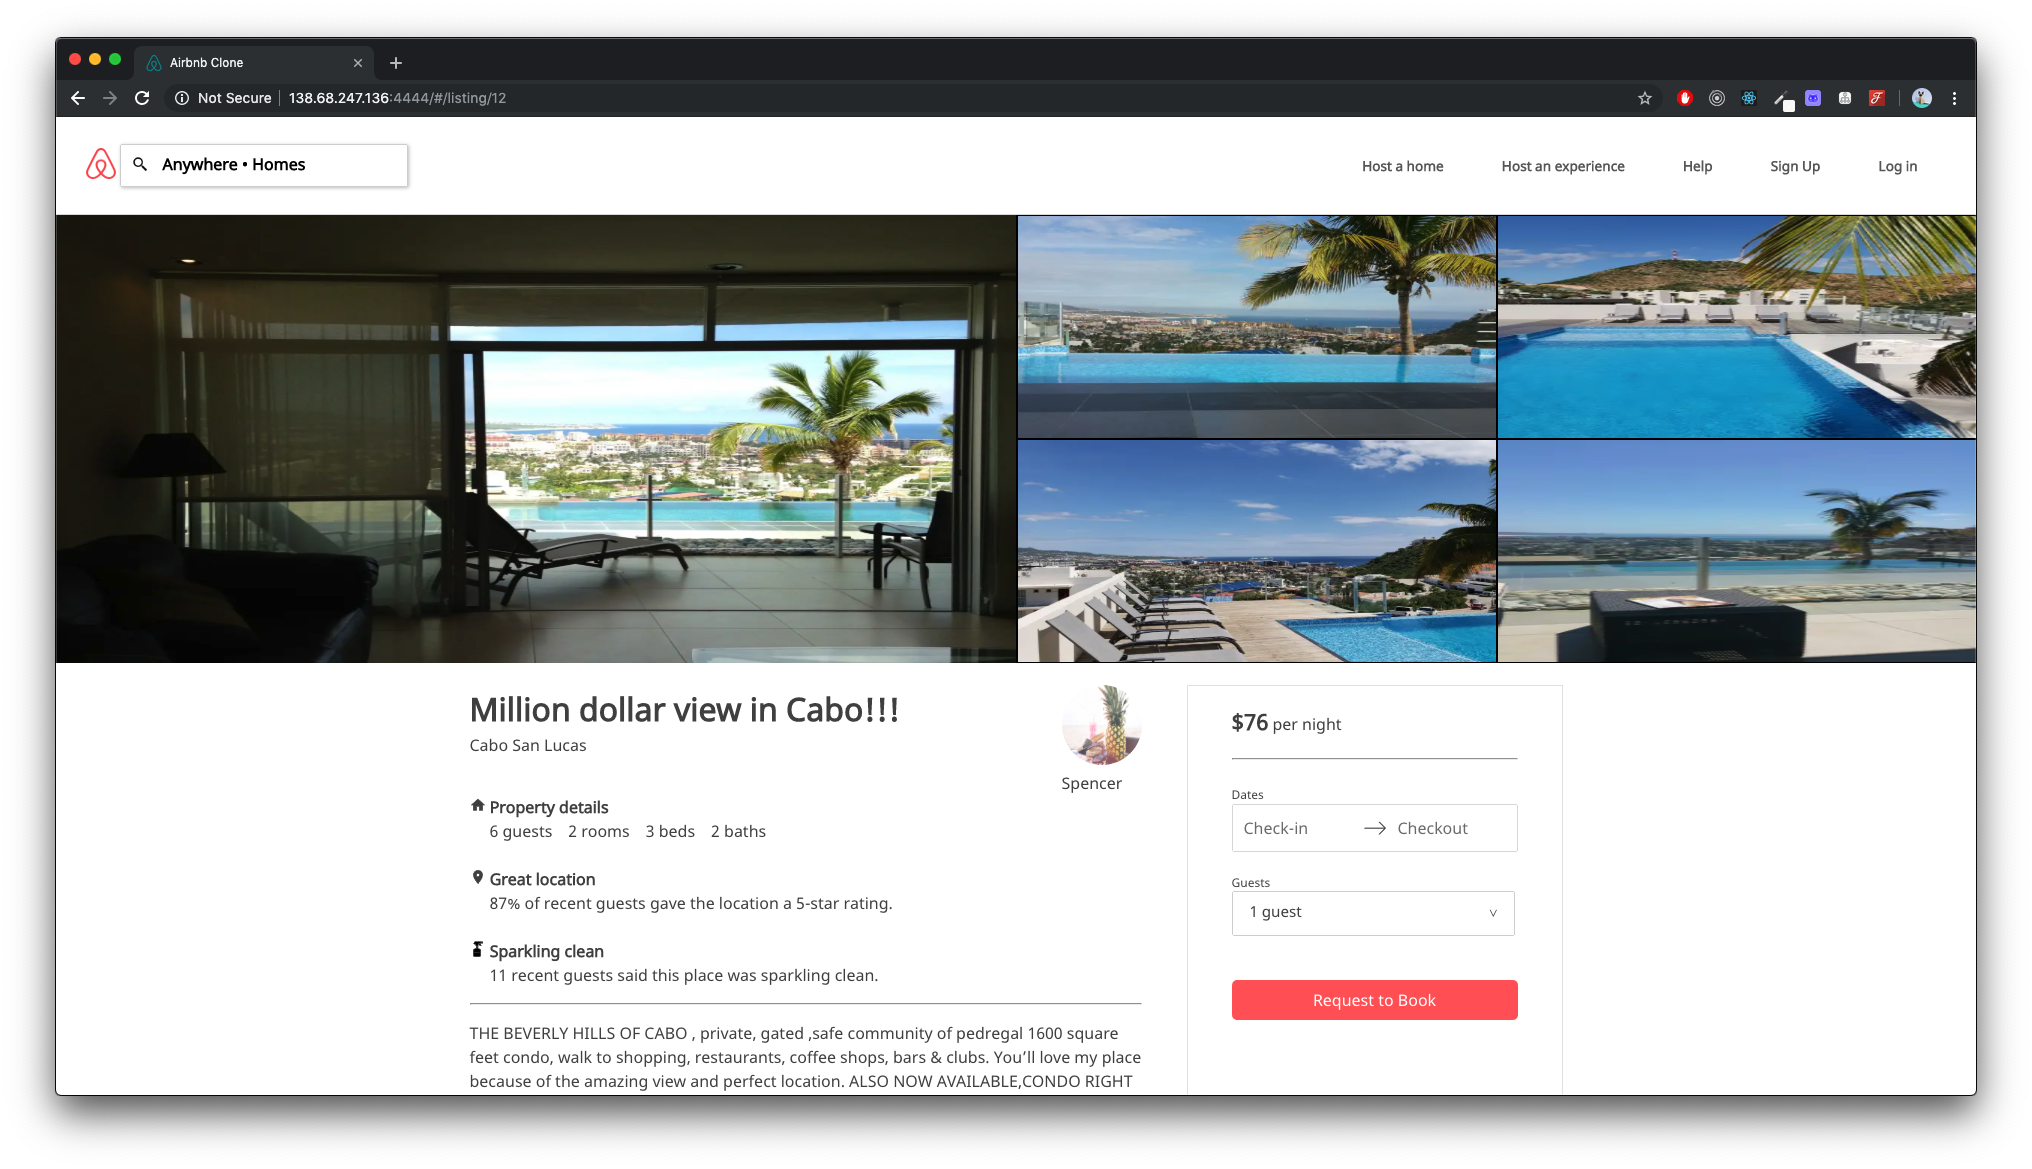 Airbnb Clone
Not Secure 138.68.247.136:4444/#/listing/12
Anywhere • Homes
Host a home Host an experience Help Sign Up Log in
Million dollar view in Cabo!!!
Cabo San Lucas
Spencer
Property details
6 guests 2 rooms 3 beds 2 baths
Great location
87% of recent guests gave the location a 5-star rating.
Sparkling clean
11 recent guests said this place was sparkling clean.
THE BEVERLY HILLS OF CABO , private, gated ,safe community of pedregal 1600 square
feet condo, walk to shopping, restaurants, coffee shops, bars & clubs. You’ll love my place
because of the amazing view and perfect location. ALSO NOW AVAILABLE,CONDO RIGHT
$76 per night
Dates
Check-in → Checkout
Guests
1 guest
Request to Book